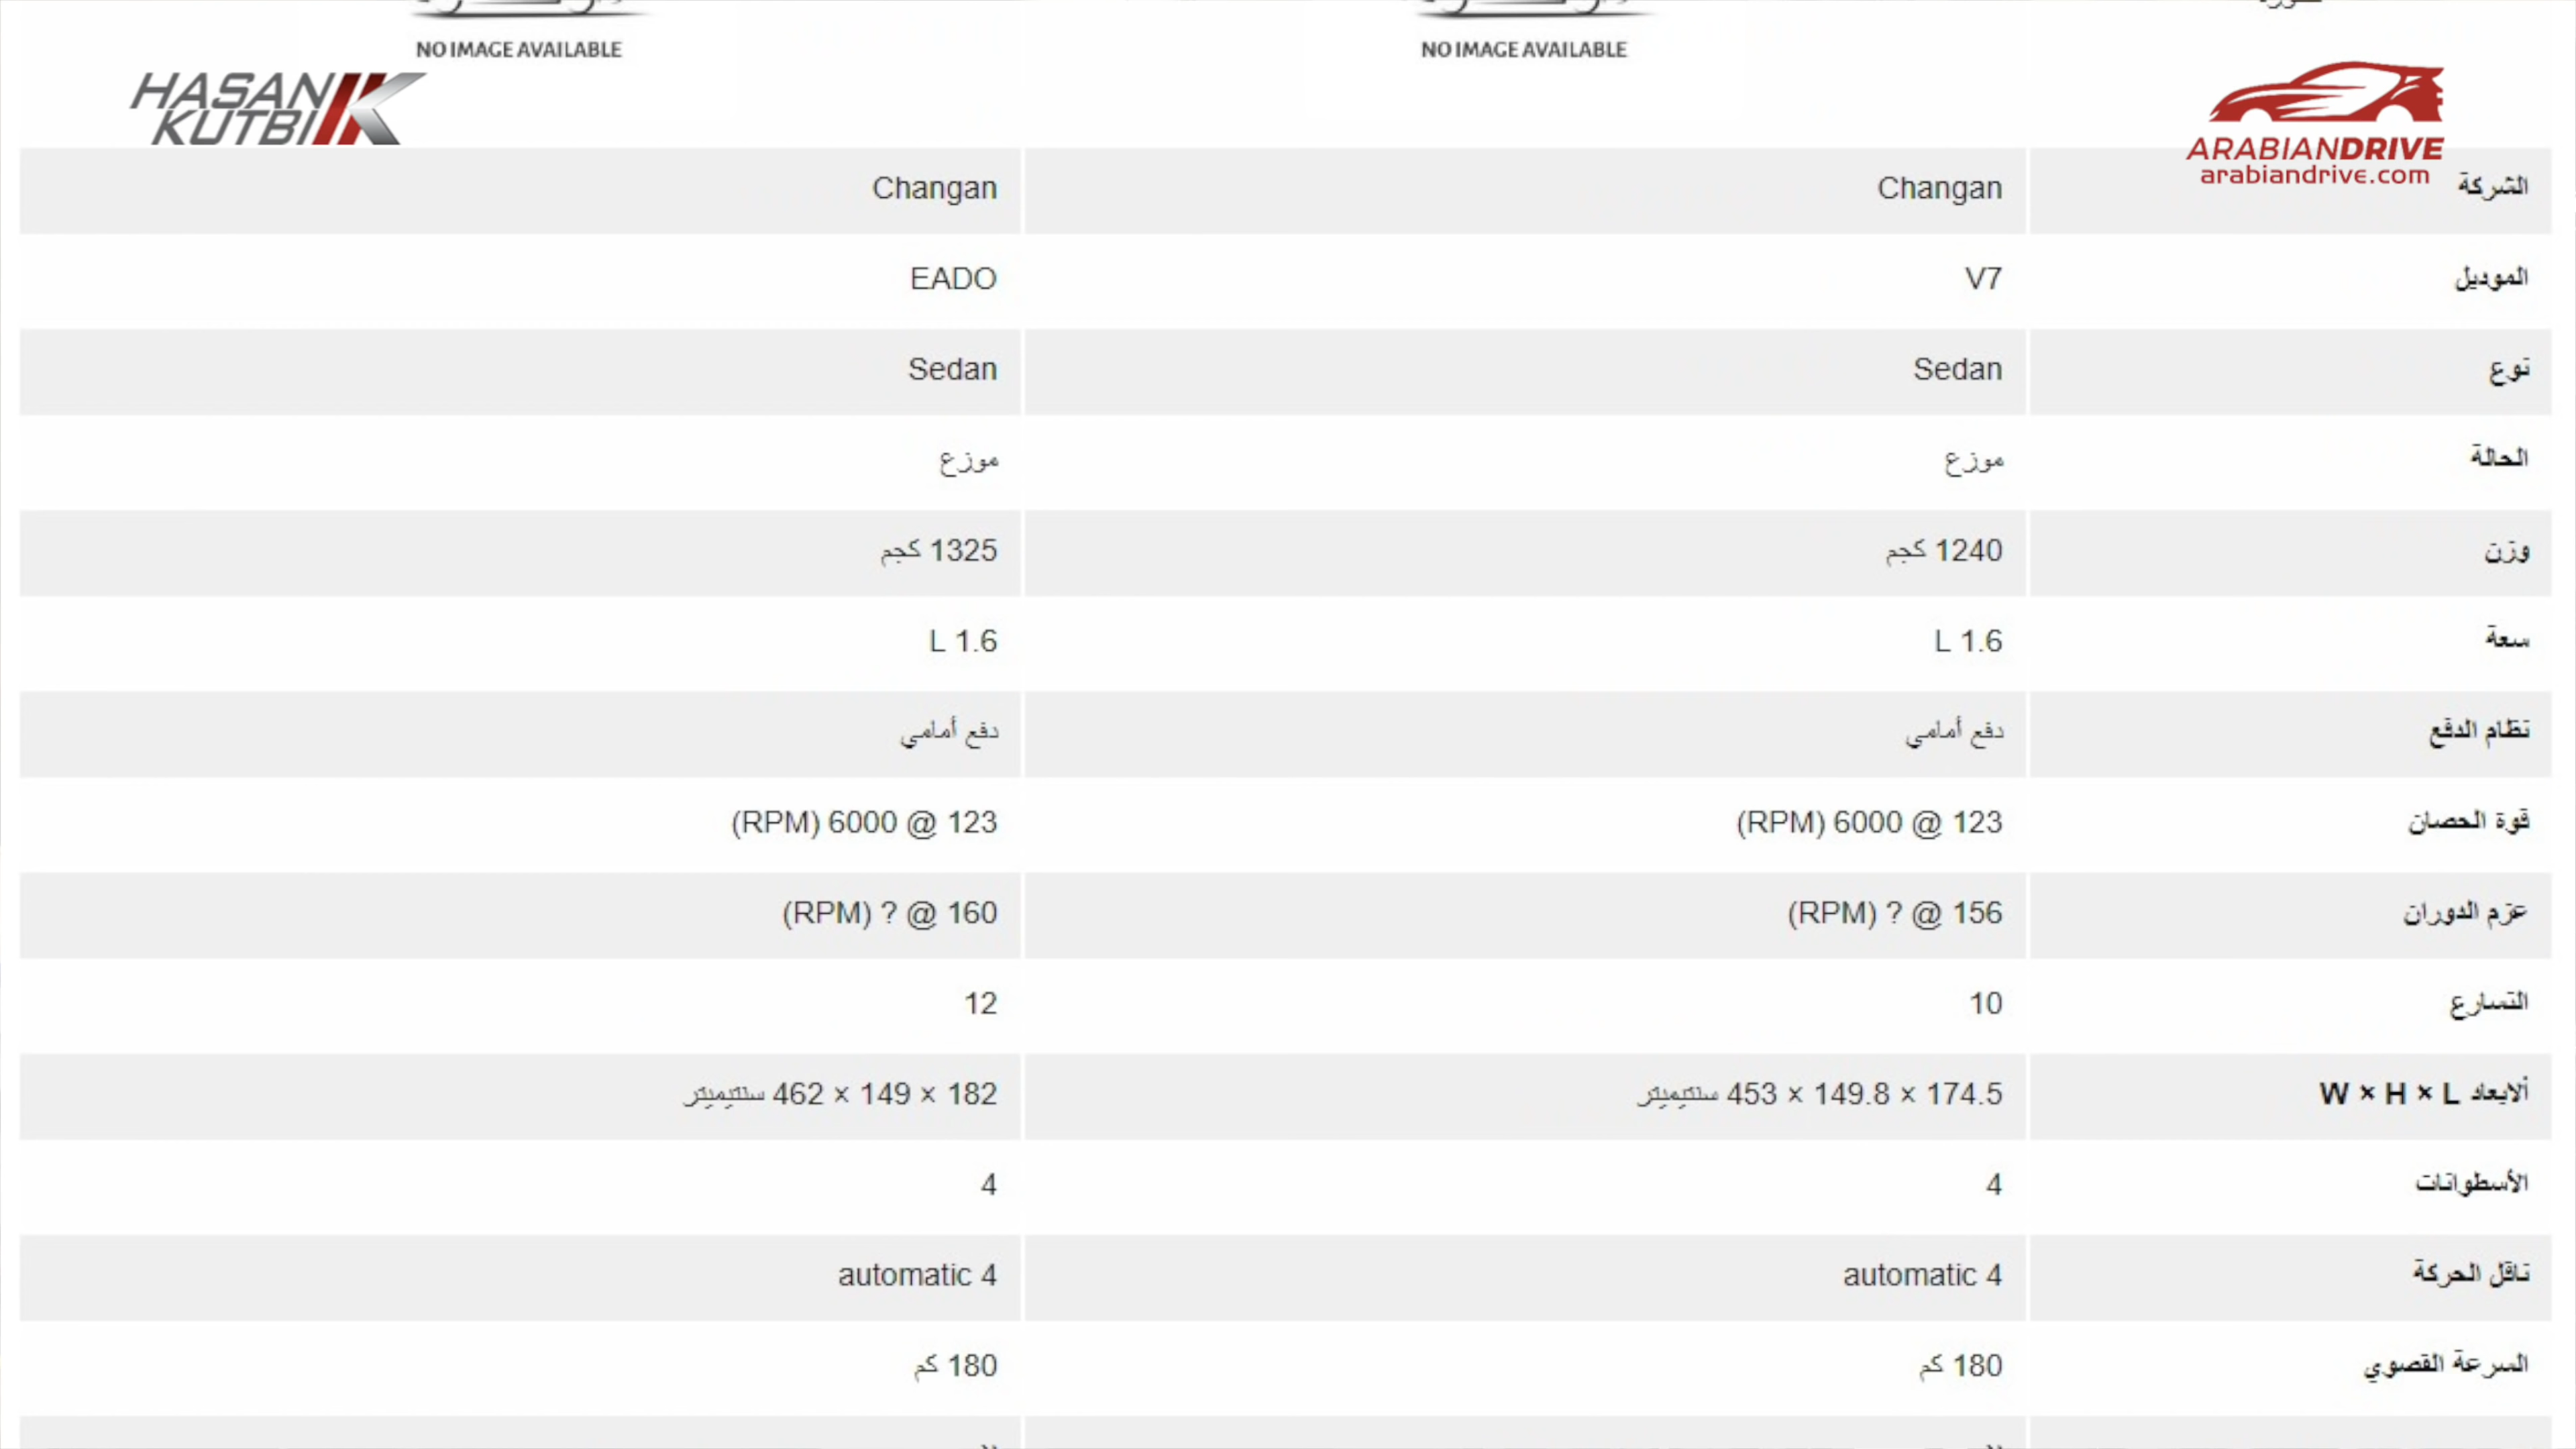 NO IMAGE AVAILABLE
NO IMAGE AVAILABLE
HASAN
KUTBI
ARABIANDRIVE
arabiandrive.com
الشركة Changan Changan
الموديل V7 EADO
نوع Sedan Sedan
الحالة موزع موزع
وزن 1240 كجم 1325 كجم
سعة L 1.6 L 1.6
نظام الدفع دفع أمامي دفع أمامي
قوة الحصان (RPM) 6000 @ 123 (RPM) 6000 @ 123
عزم الدوران (RPM) ? @ 156 (RPM) ? @ 160
التسارع 10 12
ألابعاد W × H × L 453 × 149.8 × 174.5 سنتيميتر 462 × 149 × 182 سنتيميتر
الأسطوانات 4 4
ناقل الحركة automatic 4 automatic 4
السرعة القصوي 180 كم 180 كم